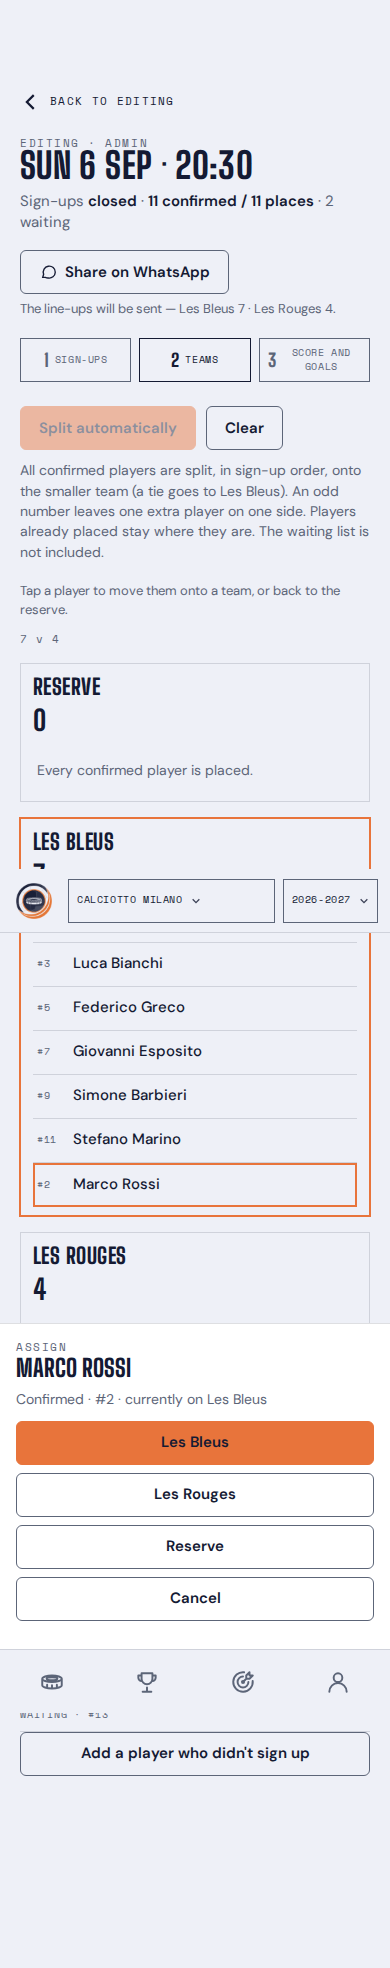 BACK TO EDITING
EDITING · ADMIN
SUN 6 SEP · 20:30
Sign-ups closed · 11 confirmed / 11 places · 2
waiting
Share on WhatsApp
The line-ups will be sent — Les Bleus 7 · Les Rouges 4.
1 SIGN-UPS
2 TEAMS
3 SCORE AND
GOALS
Split automatically
Clear
All confirmed players are split, in sign-up order, onto
the smaller team (a tie goes to Les Bleus). An odd
number leaves one extra player on one side. Players
already placed stay where they are. The waiting list is
not included.
Tap a player to move them onto a team, or back to the
reserve.
7 v 4
RESERVE
0
Every confirmed player is placed.
LES BLEUS
CALCIOTTO MILANO
2026-2027
#3 Luca Bianchi
#5 Federico Greco
#7 Giovanni Esposito
#9 Simone Barbieri
#11 Stefano Marino
#2 Marco Rossi
LES ROUGES
4
ASSIGN
MARCO ROSSI
Confirmed · #2 · currently on Les Bleus
Les Bleus
Les Rouges
Reserve
Cancel
WAITING · #13
Add a player who didn't sign up